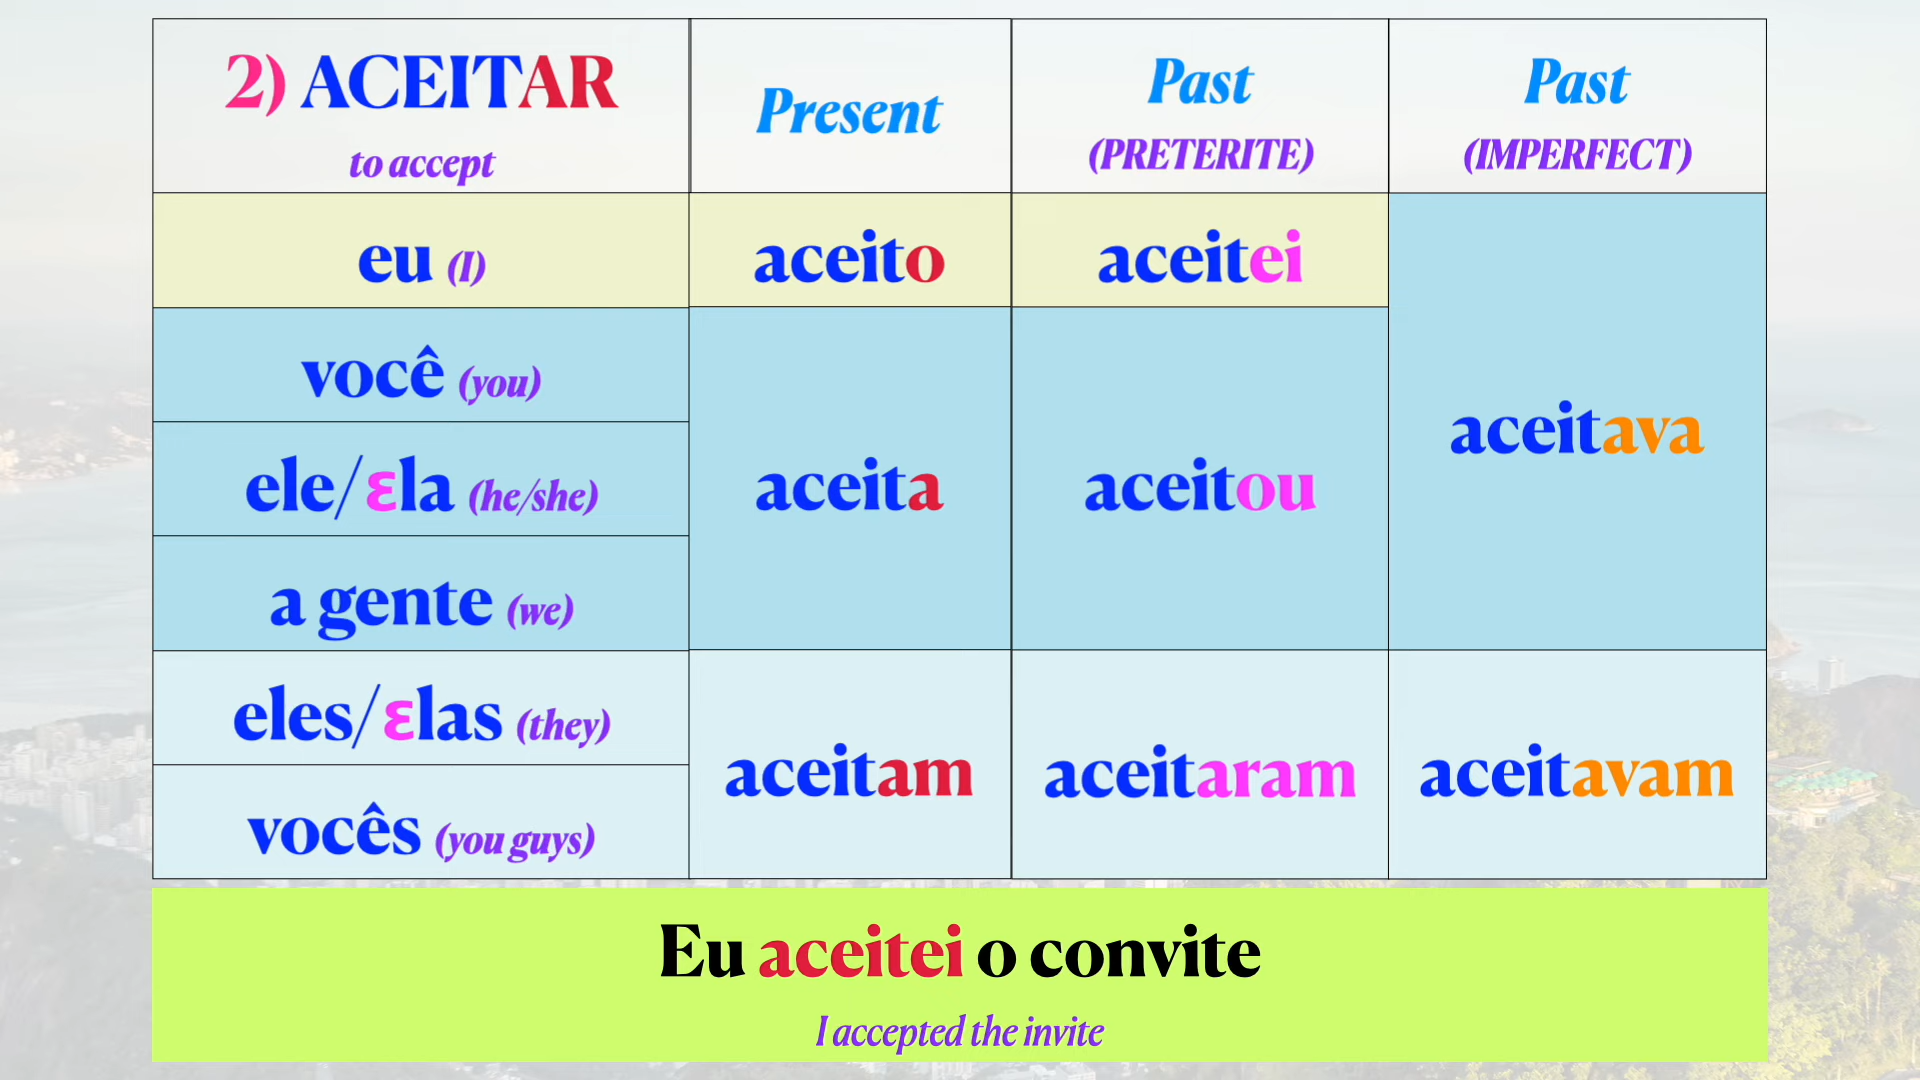 2) ACEITAR
to accept
Present
Past
(PRETERITE)
Past
(IMPERFECT)
eu (I)
aceito
aceitei
aceitava
você (you)
ele/ɛla (he/she)
a gente (we)
aceita
aceitou
eles/ɛlas (they)
vocês (you guys)
aceitam
aceitaram
aceitavam
Eu aceitei o convite
I accepted the invite